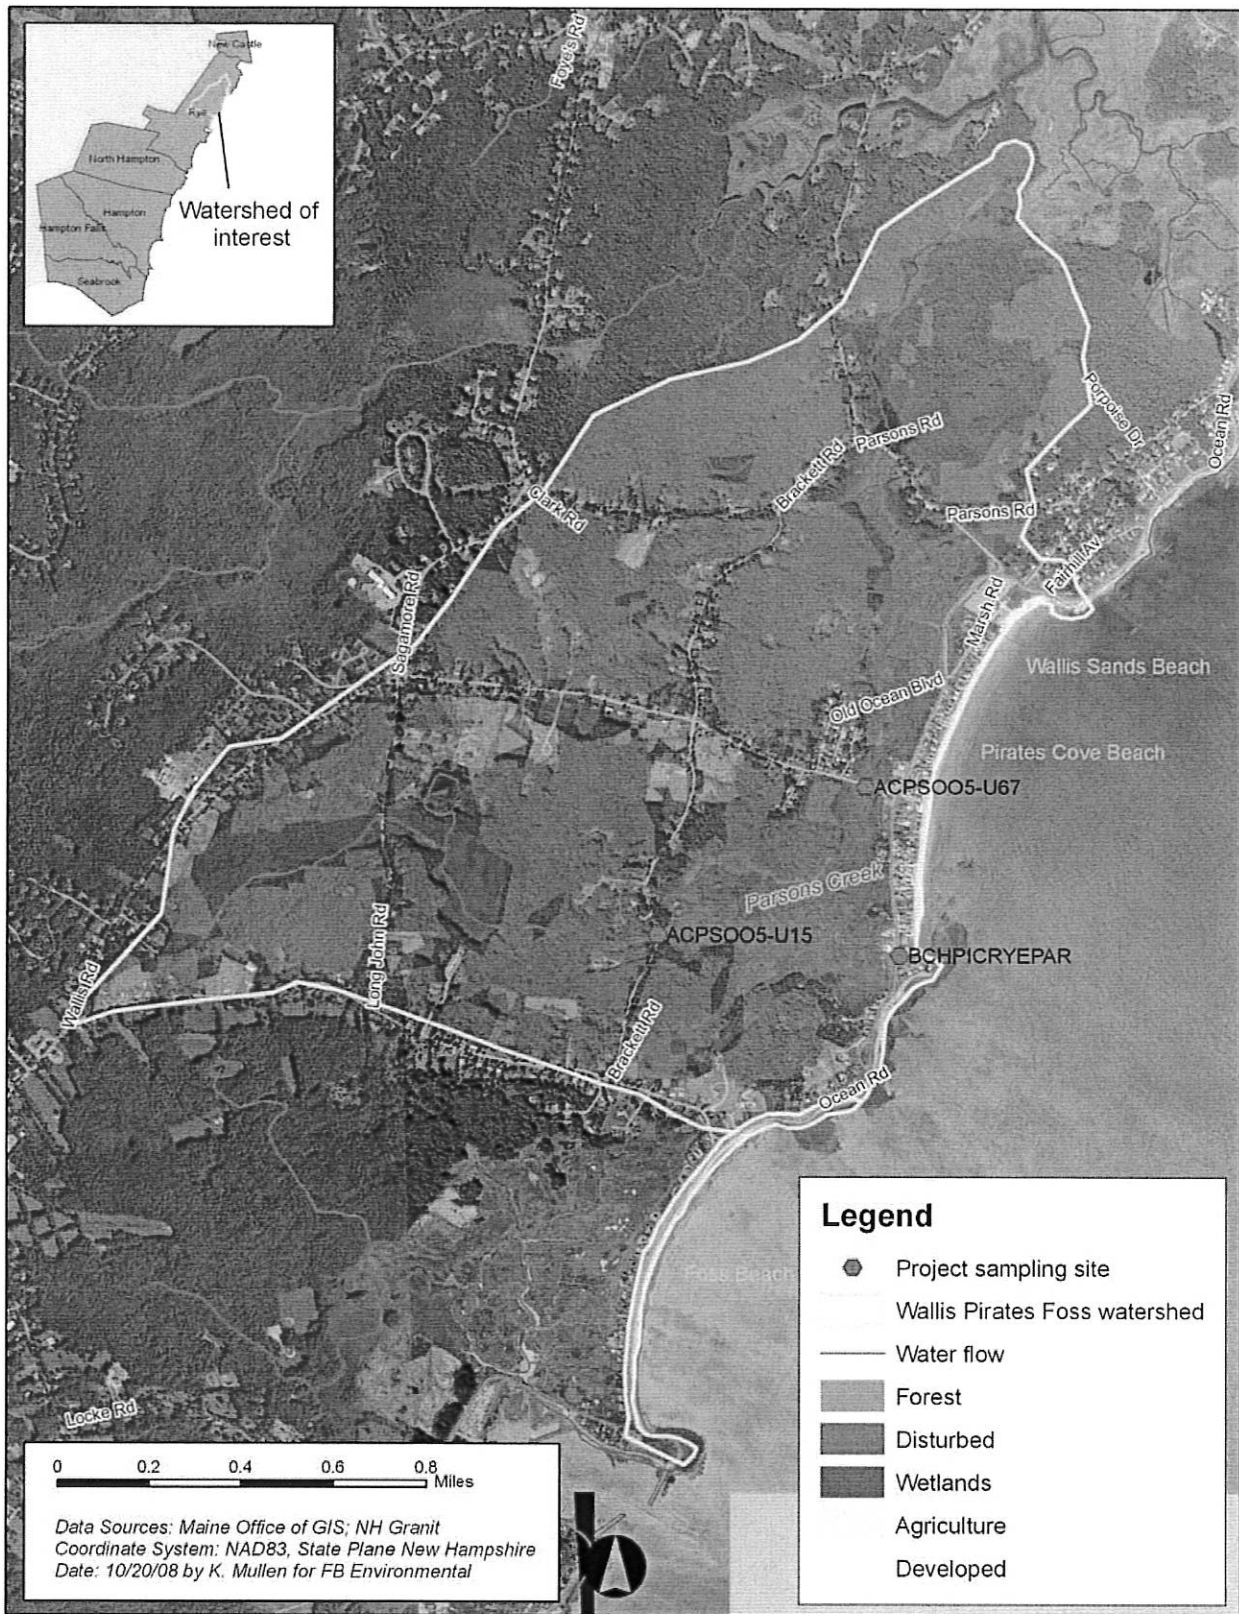 New Castle
Rye
North Hampton
Hampton
Hampton Falls
Seabrook
Watershed of
interest
Foye's Rd
Porpoise Dr
Ocean Rd
Parsons Rd
Brackett Rd
Clark Rd
Parsons Rd
Fairhill Av
Marsh Rd
Sagamore Rd
Wallis Sands Beach
Old Ocean Blvd
Pirates Cove Beach
ACPSOO5-U67
Parsons Creek
ACPSOO5-U15
BCHPICRYEPAR
Long John Rd
Wallis Rd
Brackett Rd
Ocean Rd
Foss Beach
Locke Rd
Legend
Project sampling site
Wallis Pirates Foss watershed
Water flow
Forest
Disturbed
Wetlands
Agriculture
Developed
0 0.2 0.4 0.6 0.8
Miles
Data Sources: Maine Office of GIS; NH Granit
Coordinate System: NAD83, State Plane New Hampshire
Date: 10/20/08 by K. Mullen for FB Environmental